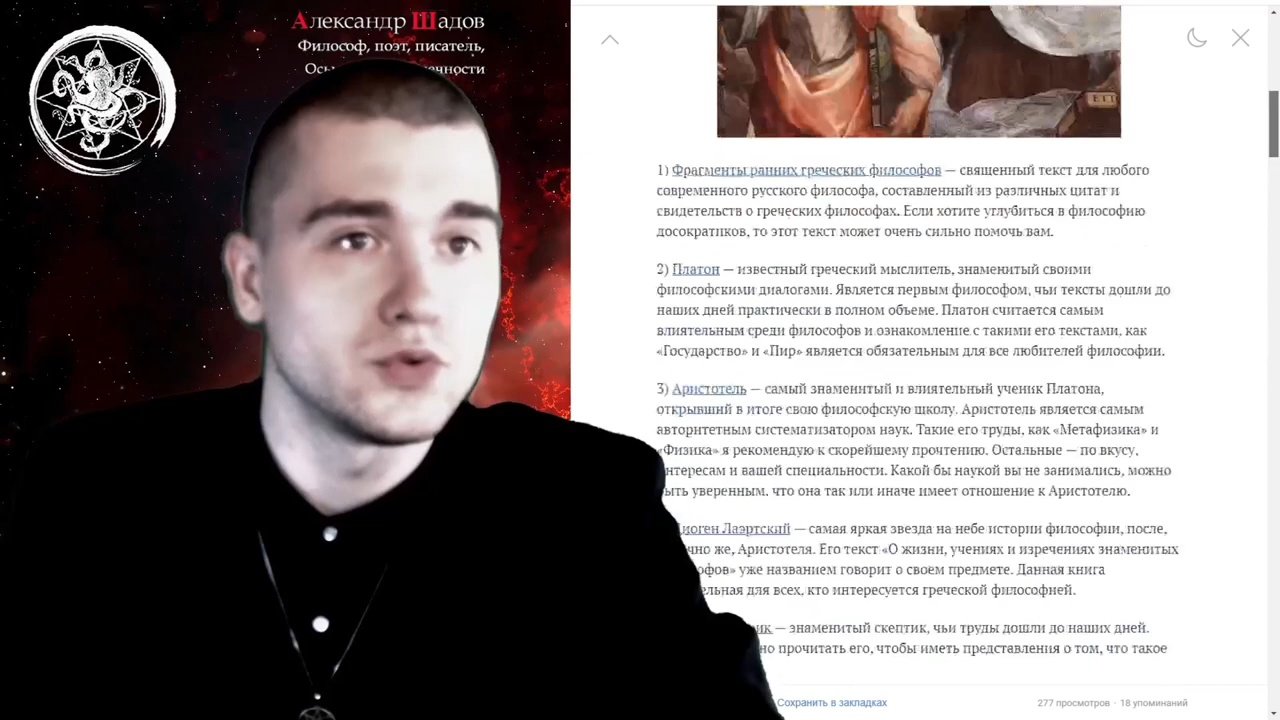 Александр Шадов
Философ, поэт, писатель,
1) Фрагменты ранних греческих философов — священный текст для любого
современного русского философа, составленный из различных цитат и
свидетельств о греческих философах. Если хотите углубиться в философию
досократиков, то этот текст может очень сильно помочь вам.
2) Платон — известный греческий мыслитель, знаменитый своими
философскими диалогами. Является первым философом, чьи тексты дошли до
наших дней практически в полном объеме. Платон считается самым
влиятельным среди философов и ознакомление с такими его текстами, как
«Государство» и «Пир» является обязательным для все любителей философии.
3) Аристотель — самый знаменитый и влиятельный ученик Платона,
открывший в итоге свою философскую школу. Аристотель является самым
авторитетным систематизатором наук. Такие его труды, как «Метафизика» и
«Физика» я рекомендую к скорейшему прочтению. Остальные — по вкусу,
нтересам и вашей специальности. Какой бы наукой вы не занимались, можно
ыть уверенным, что она так или иначе имеет отношение к Аристотелю.
Диоген Лаэртский — самая яркая звезда на небе истории философии, после,
чно же, Аристотеля. Его текст «О жизни, учениях и изречениях знаменитых
офов» уже названием говорит о своем предмете. Данная книга
ельная для всех, кто интересуется греческой философией.
ик — знаменитый скептик, чьи труды дошли до наших дней.
но прочитать его, чтобы иметь представления о том, что такое
Сохранить в закладках
277 просмотров · 18 упоминаний